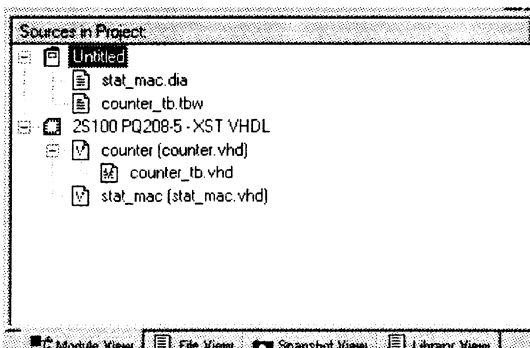 Sources in Project:
Untitled
stat_mac.dia
counter_tb.tbw
2S100 PQ208-5 - XST VHDL
counter (counter.vhd)
counter_tb.vhd
stat_mac (stat_mac.vhd)
Module View File View Snapshot View Library View